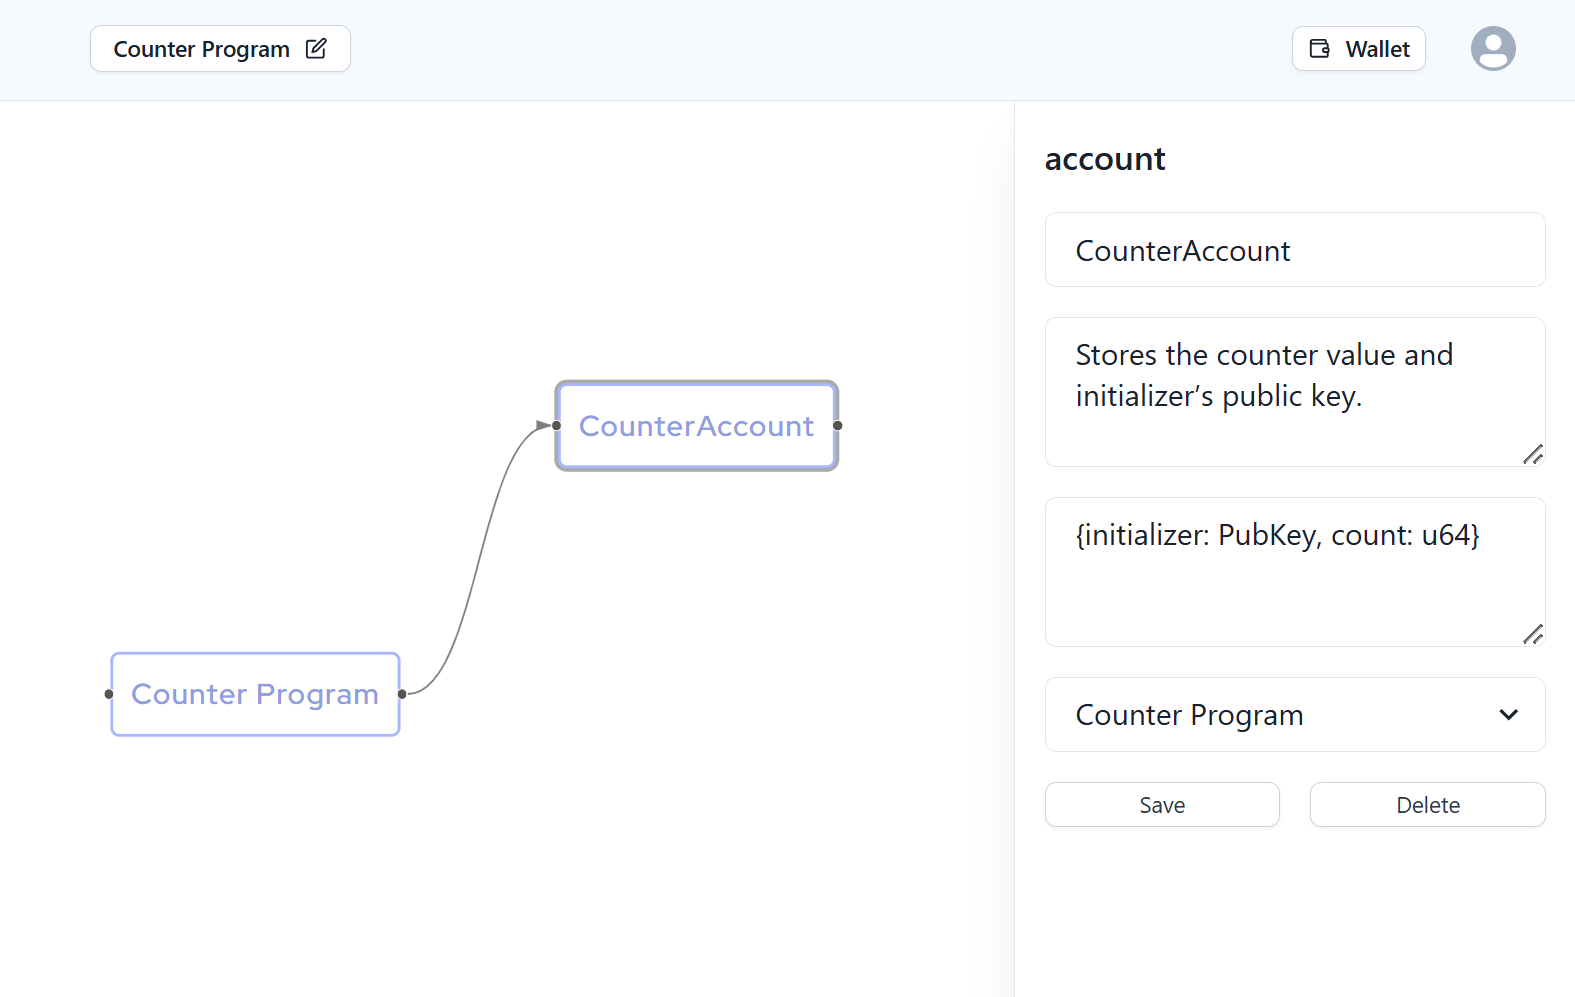 Counter Program
Wallet
account
CounterAccount
Stores the counter value and
initializer’s public key.
{initializer: PubKey, count: u64}
Counter Program
Save
Delete
CounterAccount
Counter Program